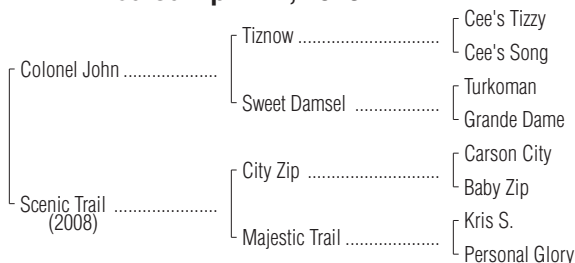 Tiznow ........................................
Cee's Tizzy
Cee's Song
Colonel John .....................
Sweet Damsel ........................
Turkoman
Grande Dame
City Zip ......................................
Carson City
Baby Zip
Scenic Trail ...........................
(2008)
Majestic Trail ...........................
Kris S.
Personal Glory